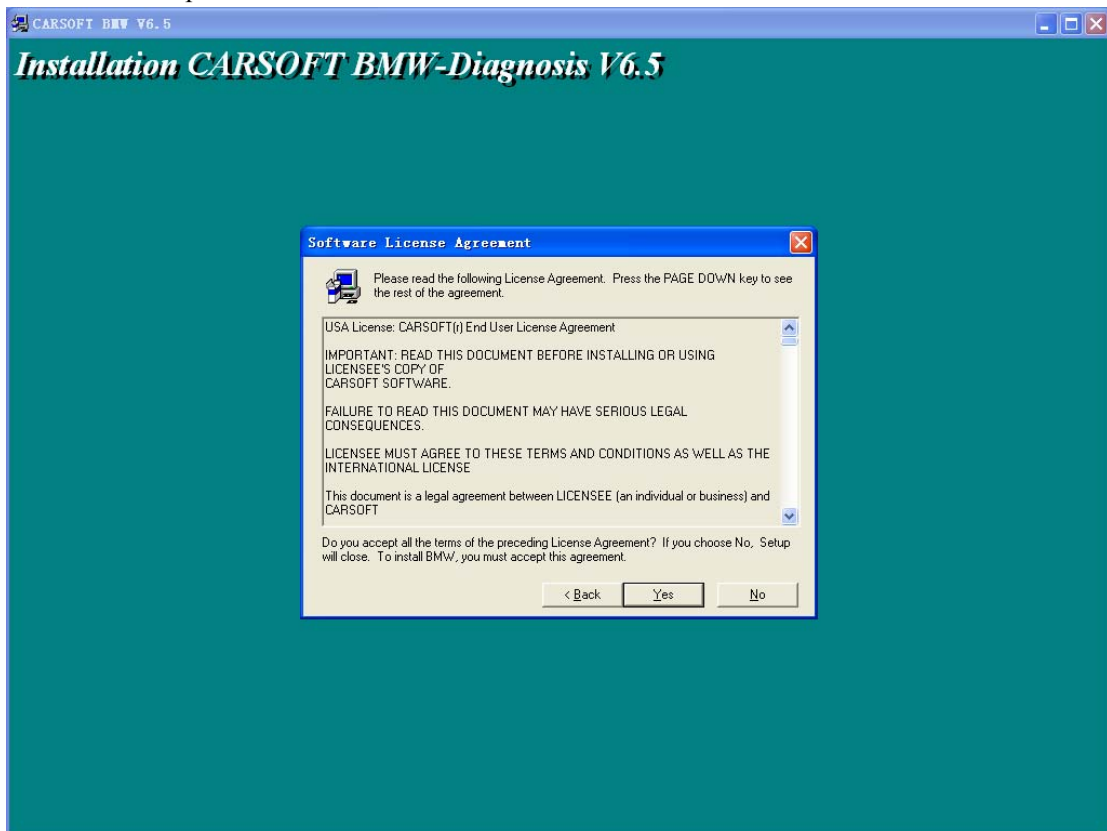 CARSOFT BMW V6.5
Installation CARSOFT BMW-Diagnosis V6.5
Software License Agreement
Please read the following License Agreement. Press the PAGE DOWN key to see
the rest of the agreement.
USA License: CARSOFT(r) End User License Agreement
IMPORTANT: READ THIS DOCUMENT BEFORE INSTALLING OR USING
LICENSEE'S COPY OF
CARSOFT SOFTWARE.
FAILURE TO READ THIS DOCUMENT MAY HAVE SERIOUS LEGAL
CONSEQUENCES.
LICENSEE MUST AGREE TO THESE TERMS AND CONDITIONS AS WELL AS THE
INTERNATIONAL LICENSE
This document is a legal agreement between LICENSEE (an individual or business) and
CARSOFT
Do you accept all the terms of the preceding License Agreement? If you choose No, Setup
will close. To install BMW, you must accept this agreement.
< Back Yes No